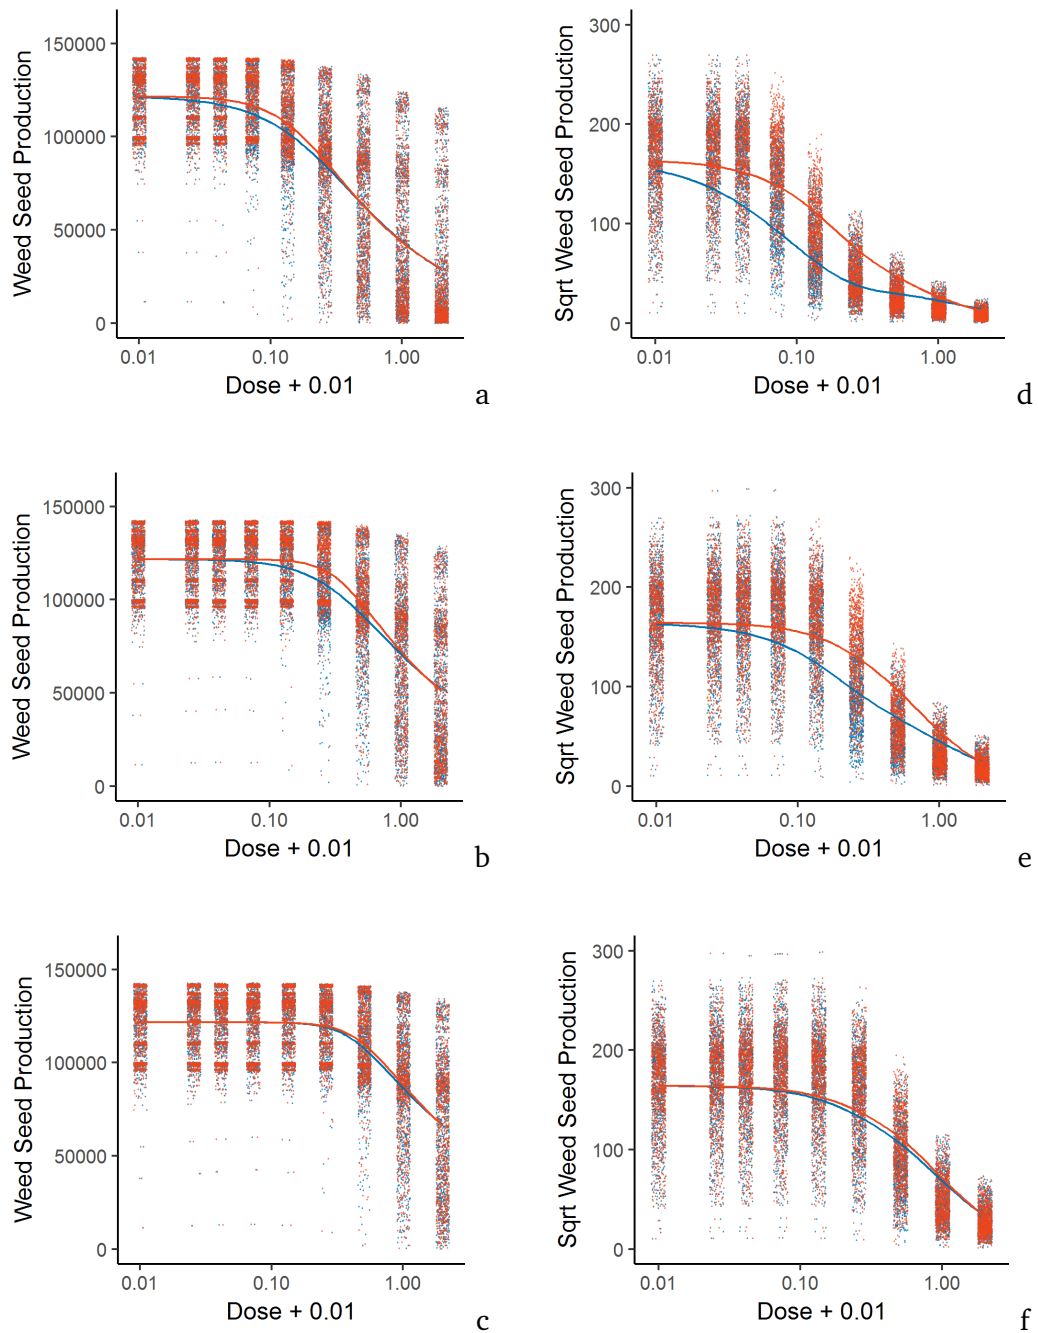 Weed Seed Production
150000
100000
50000
0
0.01 0.10 1.00
Dose + 0.01
a
Sqrt Weed Seed Production
300
200
100
0
0.01 0.10 1.00
Dose + 0.01
d
Weed Seed Production
150000
100000
50000
0
0.01 0.10 1.00
Dose + 0.01
b
Sqrt Weed Seed Production
300
200
100
0
0.01 0.10 1.00
Dose + 0.01
e
Weed Seed Production
150000
100000
50000
0
0.01 0.10 1.00
Dose + 0.01
c
Sqrt Weed Seed Production
300
200
100
0
0.01 0.10 1.00
Dose + 0.01
f